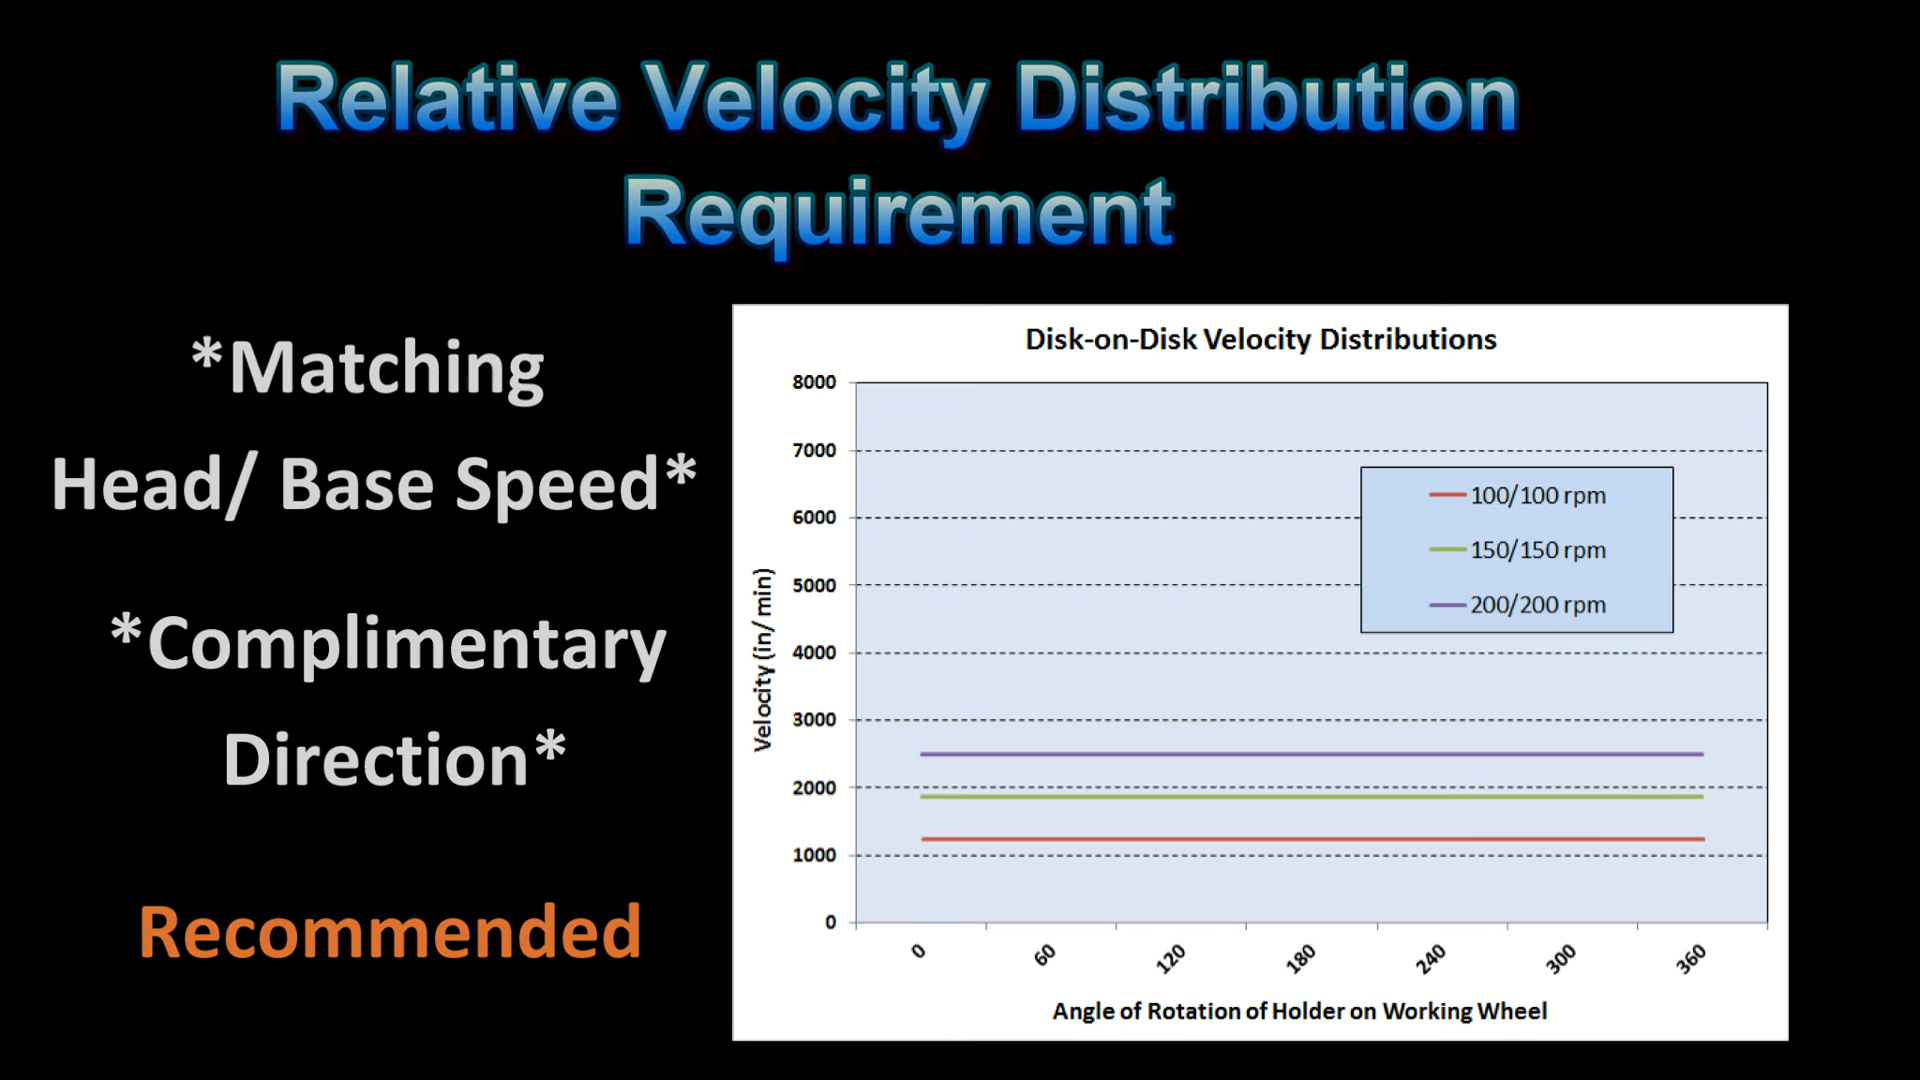 Relative Velocity Distribution
Requirement
*Matching
Head/ Base Speed*
*Complimentary
Direction*
Recommended
Disk-on-Disk Velocity Distributions
8000
7000
6000
5000
4000
3000
2000
1000
0
Velocity (in/ min)
100/100 rpm
150/150 rpm
200/200 rpm
0
60
120
180
240
300
360
Angle of Rotation of Holder on Working Wheel